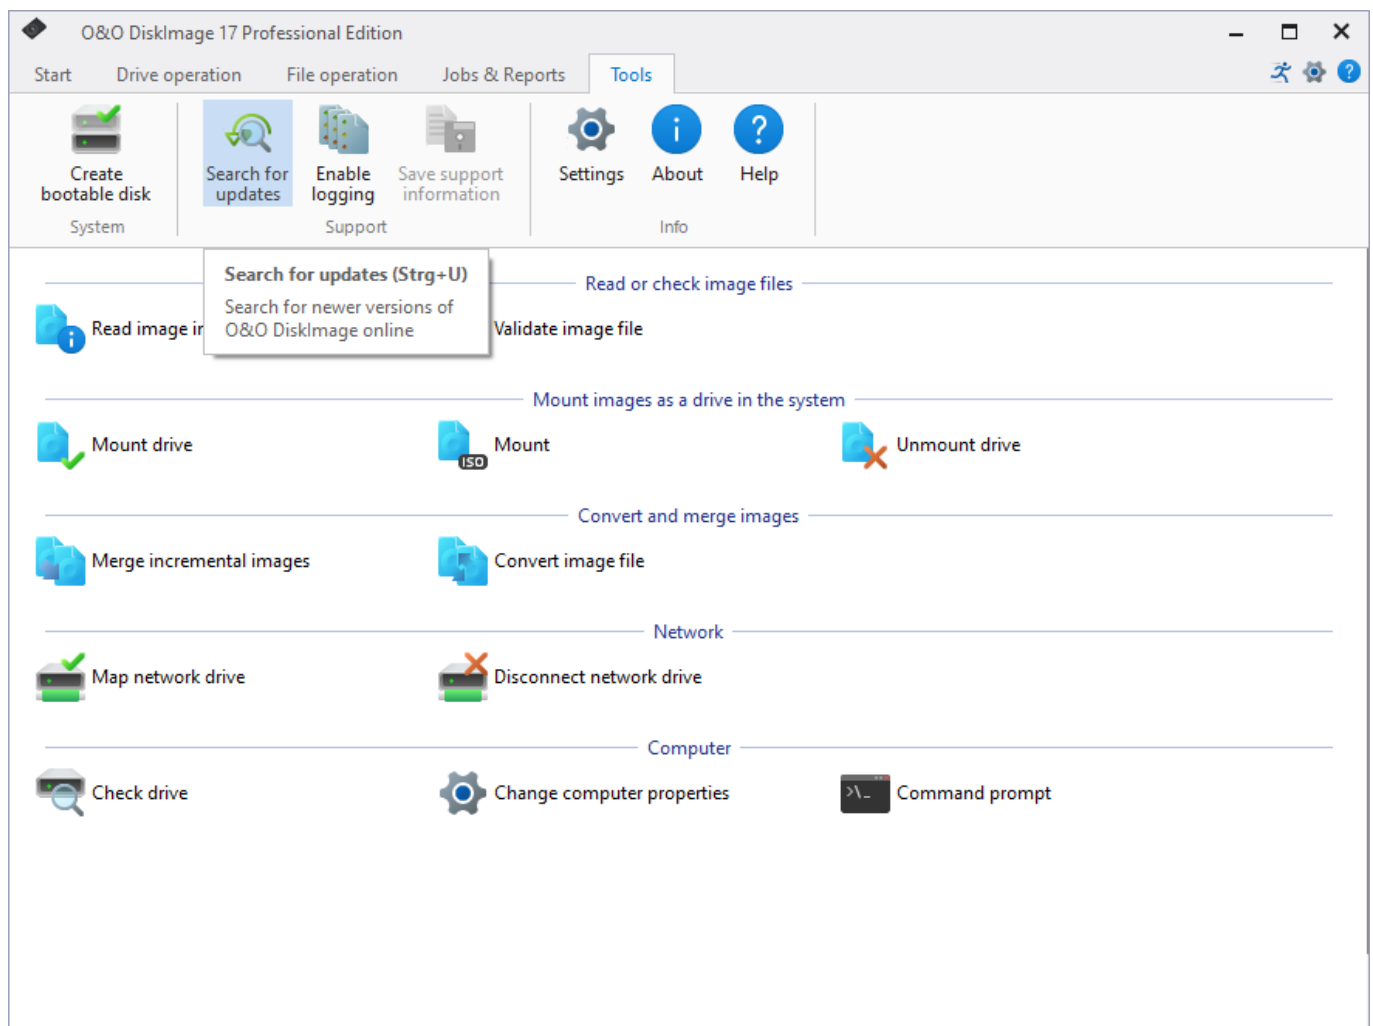 O&O DiskImage 17 Professional Edition
Start Drive operation File operation Jobs & Reports Tools
Create
bootable disk
Search for
updates
Enable
logging
Save support
information
Settings
About
Help
System
Support
Info
Search for updates (Strg+U)
Search for newer versions of
O&O DiskImage online
Read or check image files
Read image
Validate image file
Mount images as a drive in the system
Mount drive
Mount
ISO
Unmount drive
Convert and merge images
Merge incremental images
Convert image file
Network
Map network drive
Disconnect network drive
Computer
Check drive
Change computer properties
Command prompt